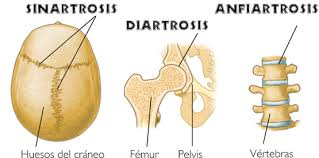 SINARTROSIS
DIARTROSIS
ANFIARTROSIS
Huesos del cráneo
Fémur
Pelvis
Vértebras